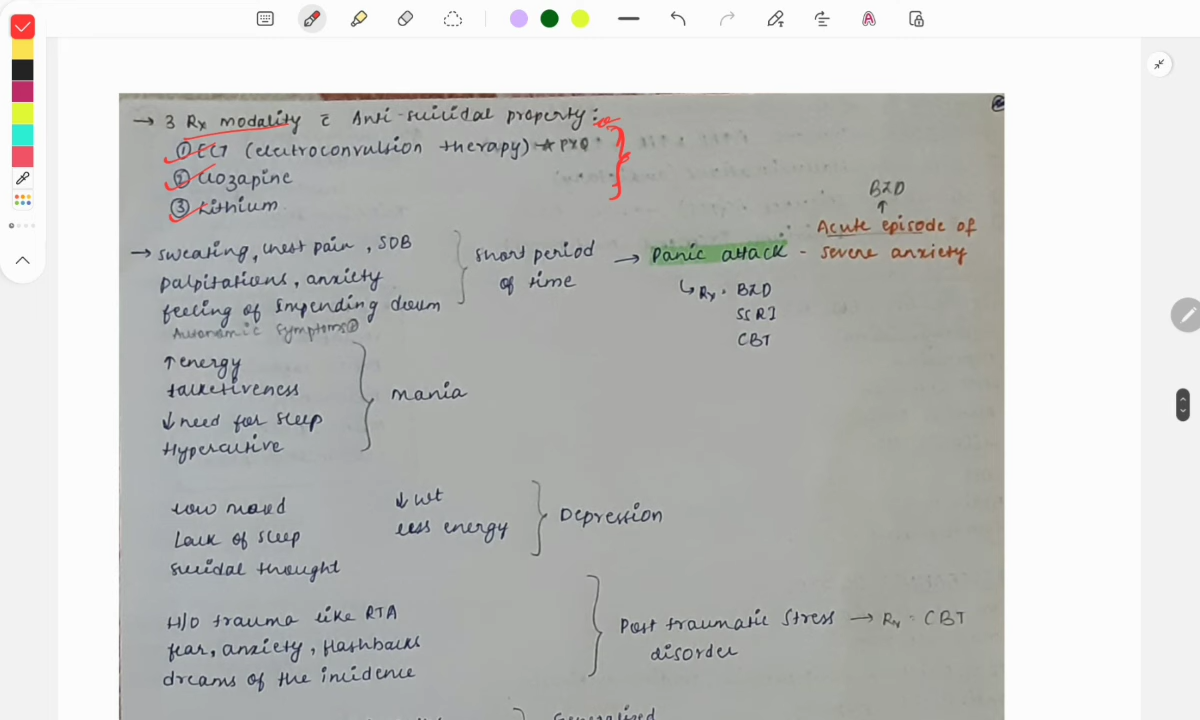 → 3 Rx modality c̄ Anti-suicidal property:
① ECT (electroconvulsion therapy) ★ PYQ
② Clozapine
③ Lithium
BZD
↑
→ sweating, chest pain, SOB
palpitations, anxiety
feeling of Impending doom
Autonomic Symptoms
short period
of time
→ Panic attack - Acute episode of
severe anxiety
↳ Rx . BZD
SSRI
CBT
↑ energy
talketiveness
↓ need for sleep
Hyperactive
mania
low mood
Lack of sleep
suicidal thought
↓ wt
less energy
Depression
H/O trauma like RTA
fear, anxiety, flashbacks
dreams of the incidence
Post traumatic Stress → Rx - CBT
disorder
Generalized